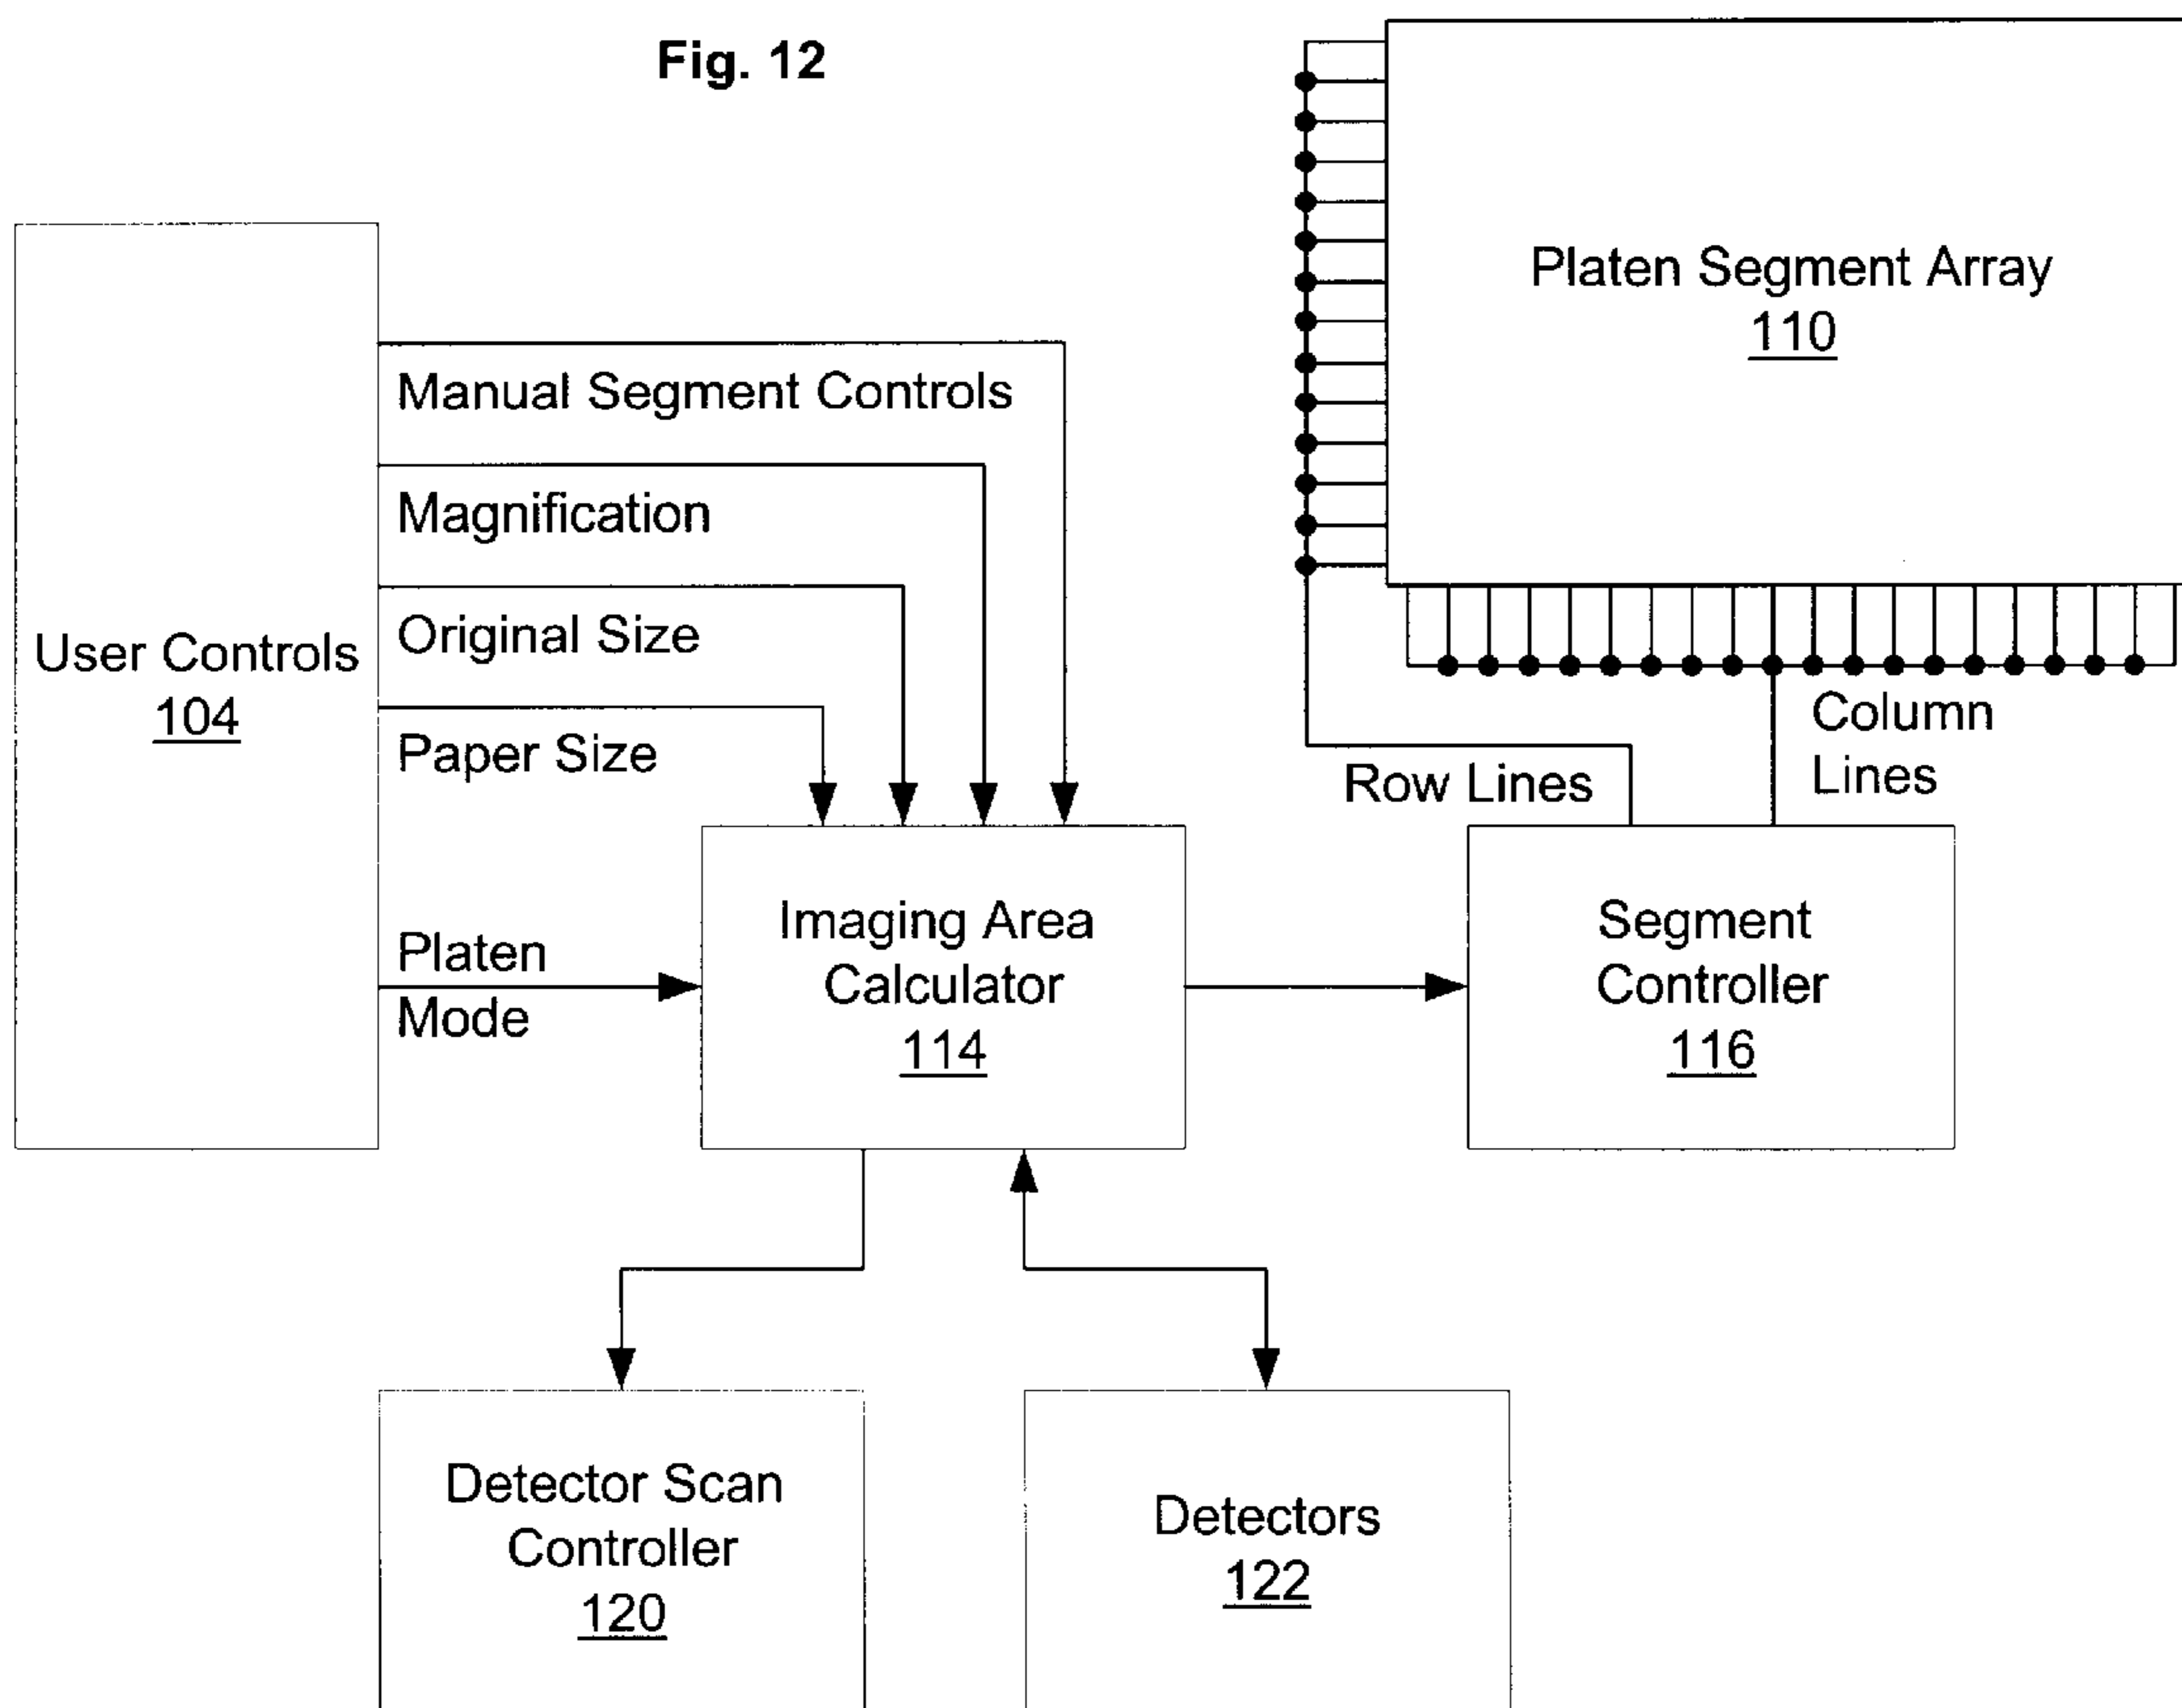 Fig. 12
Platen Segment Array
110
Manual Segment Controls
Magnification
Original Size
User Controls
104
Paper Size
Column
Lines
Row Lines
Platen
Mode
Imaging Area
Calculator
114
Segment
Controller
116
Detector Scan
Controller
120
Detectors
122